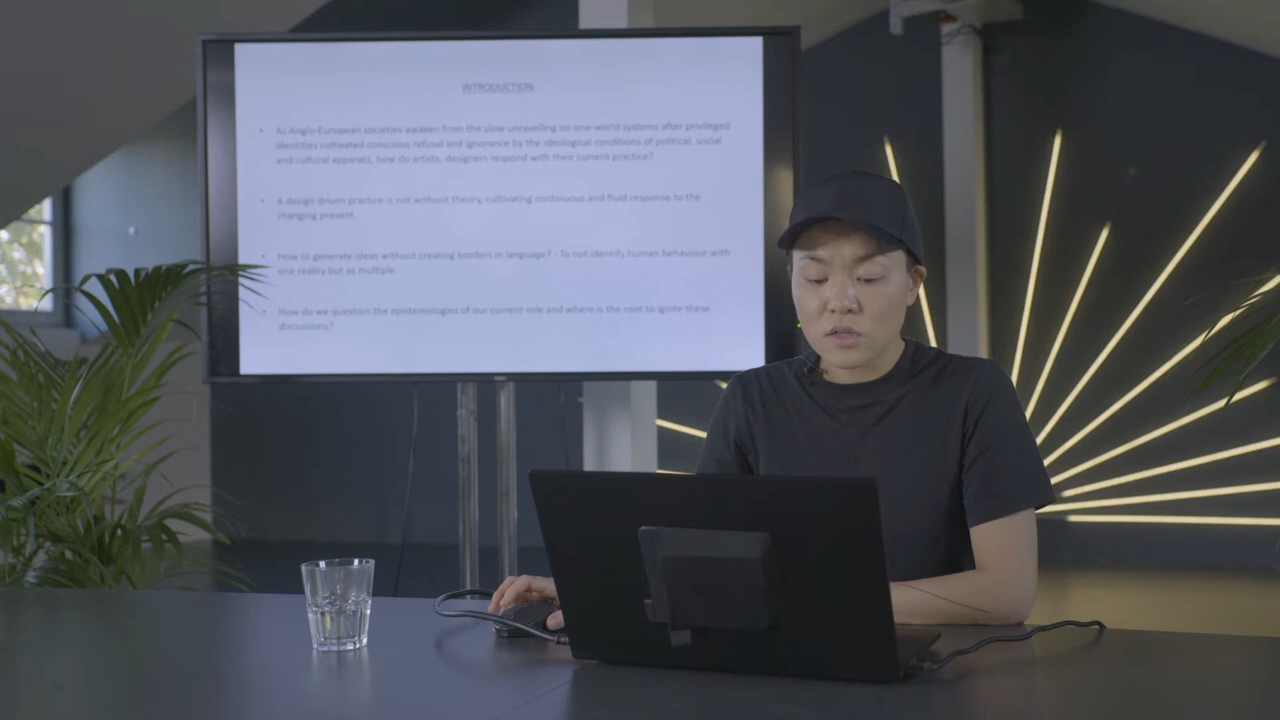 INTRODUCTION
• As Anglo-European societies awaken from the slow unravelling on one-world systems after privileged
identities cultivated conscious refusal and ignorance by the ideological conditions of political, social
and cultural apparats, how do artists, designers respond with their current practice?
• A design driven practice is not without theory, cultivating continuous and fluid response to the
changing present.
• How to generate ideas without creating borders in language? - To not identify human behaviour with
one reality but as multiple.
• How do we question the epistemologies of our current role and where is the root to ignite these
discussions?